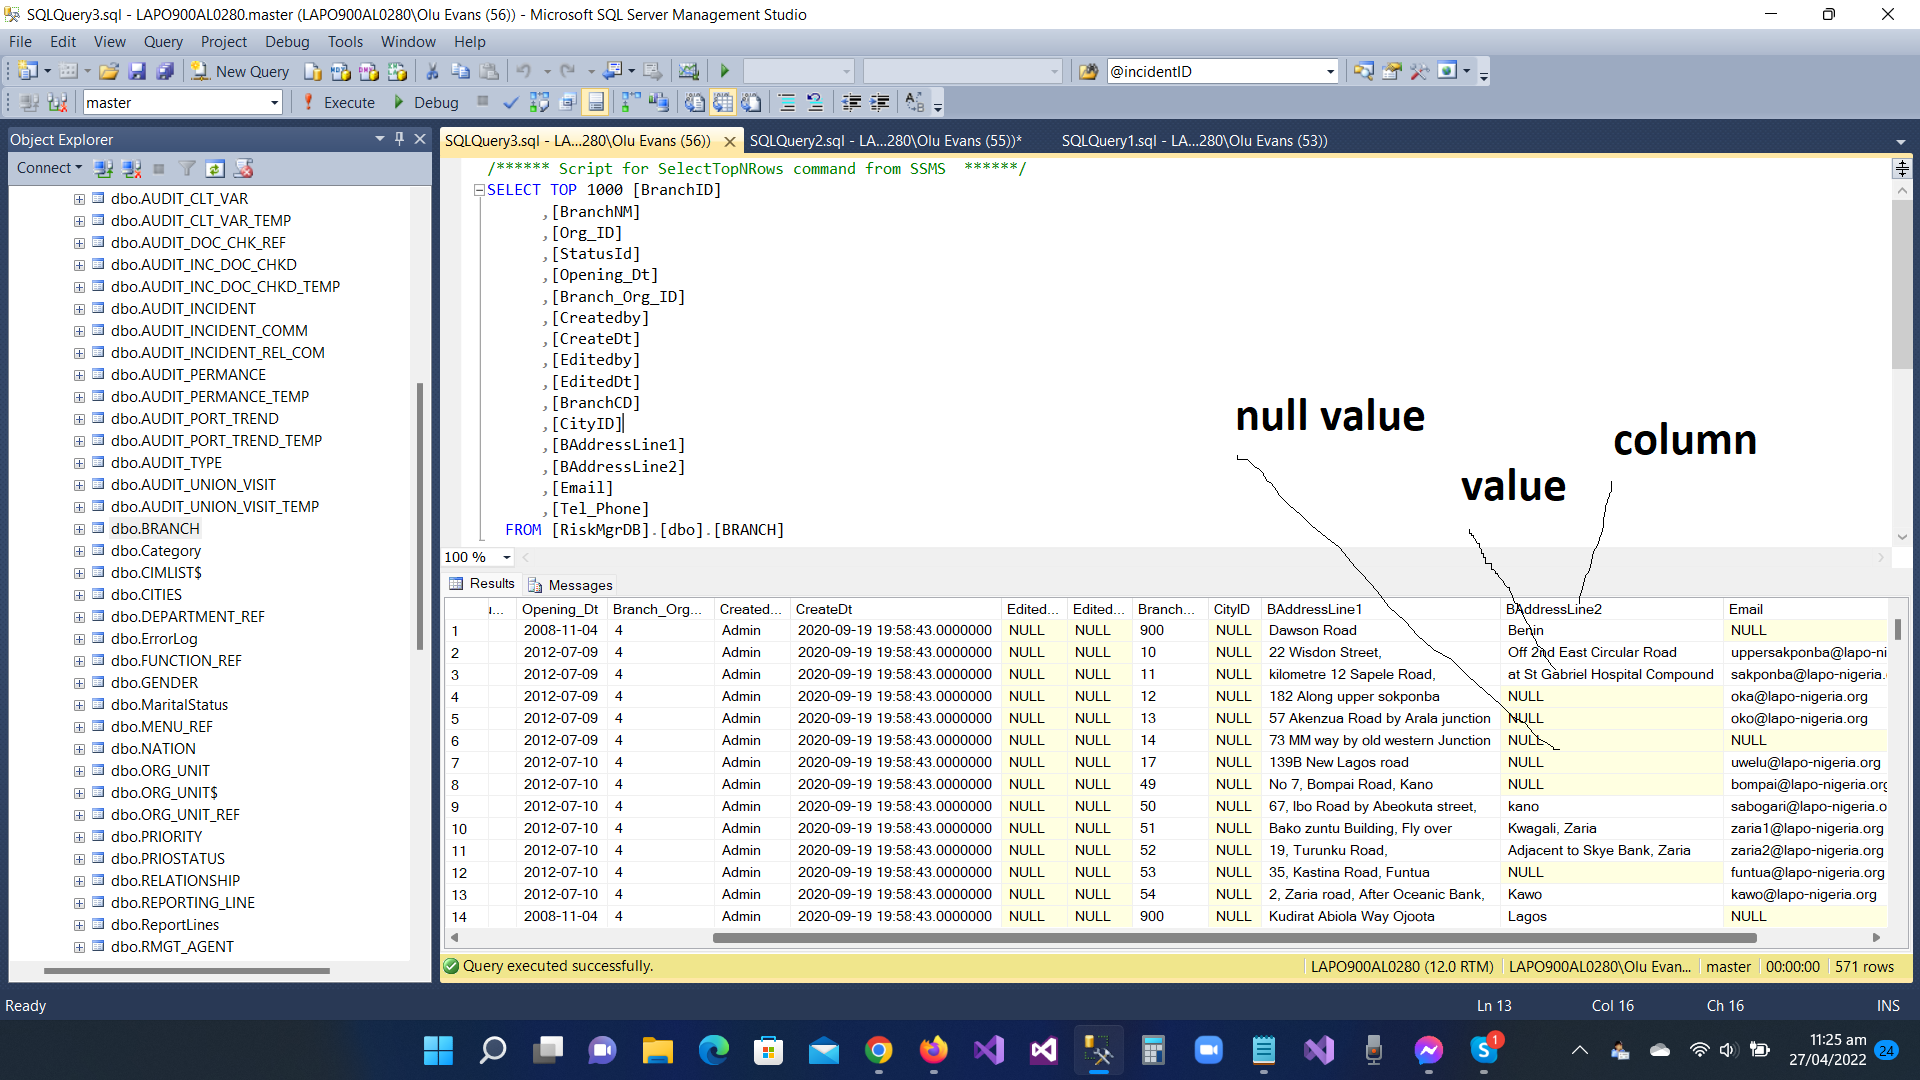 SQLQuery3.sql - LAPO900AL0280.master (LAPO900AL0280\Olu Evans (56)) - Microsoft SQL Server Management Studio
File Edit View Query Project Debug Tools Window Help
New Query @incidentID
master Execute Debug
Object Explorer
Connect
dbo.AUDIT_CLT_VAR
dbo.AUDIT_CLT_VAR_TEMP
dbo.AUDIT_DOC_CHK_REF
dbo.AUDIT_INC_DOC_CHKD
dbo.AUDIT_INC_DOC_CHKD_TEMP
dbo.AUDIT_INCIDENT
dbo.AUDIT_INCIDENT_COMM
dbo.AUDIT_INCIDENT_REL_COM
dbo.AUDIT_PERMANCE
dbo.AUDIT_PERMANCE_TEMP
dbo.AUDIT_PORT_TREND
dbo.AUDIT_PORT_TREND_TEMP
dbo.AUDIT_TYPE
dbo.AUDIT_UNION_VISIT
dbo.AUDIT_UNION_VISIT_TEMP
dbo.BRANCH
dbo.Category
dbo.CIMLIST$
dbo.CITIES
dbo.DEPARTMENT_REF
dbo.ErrorLog
dbo.FUNCTION_REF
dbo.GENDER
dbo.MaritalStatus
dbo.MENU_REF
dbo.NATION
dbo.ORG_UNIT
dbo.ORG_UNIT$
dbo.ORG_UNIT_REF
dbo.PRIORITY
dbo.PRIOSTATUS
dbo.RELATIONSHIP
dbo.REPORTING_LINE
dbo.ReportLines
dbo.RMGT_AGENT
SQLQuery3.sql - LA...280\Olu Evans (56)) SQLQuery2.sql - LA...280\Olu Evans (55))* SQLQuery1.sql - LA...280\Olu Evans (53))
/****** Script for SelectTopNRows command from SSMS ******/
SELECT TOP 1000 [BranchID]
,[BranchNM]
,[Org_ID]
,[StatusId]
,[Opening_Dt]
,[Branch_Org_ID]
,[Createdby]
,[CreateDt]
,[Editedby]
,[EditedDt]
,[BranchCD]
,[CityID]
,[BAddressLine1]
,[BAddressLine2]
,[Email]
,[Tel_Phone]
FROM [RiskMgrDB].[dbo].[BRANCH]
null value
column
value
100 %
Results Messages
ı... Opening_Dt Branch_Org... Created... CreateDt Edited... Edited... Branch... CityID BAddressLine1 BAddressLine2 Email
1 2008-11-04 4 Admin 2020-09-19 19:58:43.0000000 NULL NULL 900 NULL Dawson Road Benin NULL
2 2012-07-09 4 Admin 2020-09-19 19:58:43.0000000 NULL NULL 10 NULL 22 Wisdon Street, Off 2nd East Circular Road uppersakponba@lapo-ni
3 2012-07-09 4 Admin 2020-09-19 19:58:43.0000000 NULL NULL 11 NULL kilometre 12 Sapele Road, at St Gabriel Hospital Compound sakponba@lapo-nigeria.
4 2012-07-09 4 Admin 2020-09-19 19:58:43.0000000 NULL NULL 12 NULL 182 Along upper sokponba NULL oka@lapo-nigeria.org
5 2012-07-09 4 Admin 2020-09-19 19:58:43.0000000 NULL NULL 13 NULL 57 Akenzua Road by Arala junction NULL oko@lapo-nigeria.org
6 2012-07-09 4 Admin 2020-09-19 19:58:43.0000000 NULL NULL 14 NULL 73 MM way by old western Junction NULL NULL
7 2012-07-10 4 Admin 2020-09-19 19:58:43.0000000 NULL NULL 17 NULL 139B New Lagos road NULL uwelu@lapo-nigeria.org
8 2012-07-10 4 Admin 2020-09-19 19:58:43.0000000 NULL NULL 49 NULL No 7, Bompai Road, Kano NULL bompai@lapo-nigeria.org
9 2012-07-10 4 Admin 2020-09-19 19:58:43.0000000 NULL NULL 50 NULL 67, Ibo Road by Abeokuta street, kano sabogari@lapo-nigeria.o
10 2012-07-10 4 Admin 2020-09-19 19:58:43.0000000 NULL NULL 51 NULL Bako zuntu Building, Fly over Kwagali, Zaria zaria1@lapo-nigeria.org
11 2012-07-10 4 Admin 2020-09-19 19:58:43.0000000 NULL NULL 52 NULL 19, Turunku Road, Adjacent to Skye Bank, Zaria zaria2@lapo-nigeria.org
12 2012-07-10 4 Admin 2020-09-19 19:58:43.0000000 NULL NULL 53 NULL 35, Kastina Road, Funtua NULL funtua@lapo-nigeria.org
13 2012-07-10 4 Admin 2020-09-19 19:58:43.0000000 NULL NULL 54 NULL 2, Zaria road, After Oceanic Bank, Kawo kawo@lapo-nigeria.org
14 2008-11-04 4 Admin 2020-09-19 19:58:43.0000000 NULL NULL 900 NULL Kudirat Abiola Way Ojoota Lagos NULL
Query executed successfully. LAPO900AL0280 (12.0 RTM) LAPO900AL0280\Olu Evan... master 00:00:00 571 rows
Ready Ln 13 Col 16 Ch 16 INS
1
11:25 am
27/04/2022 24